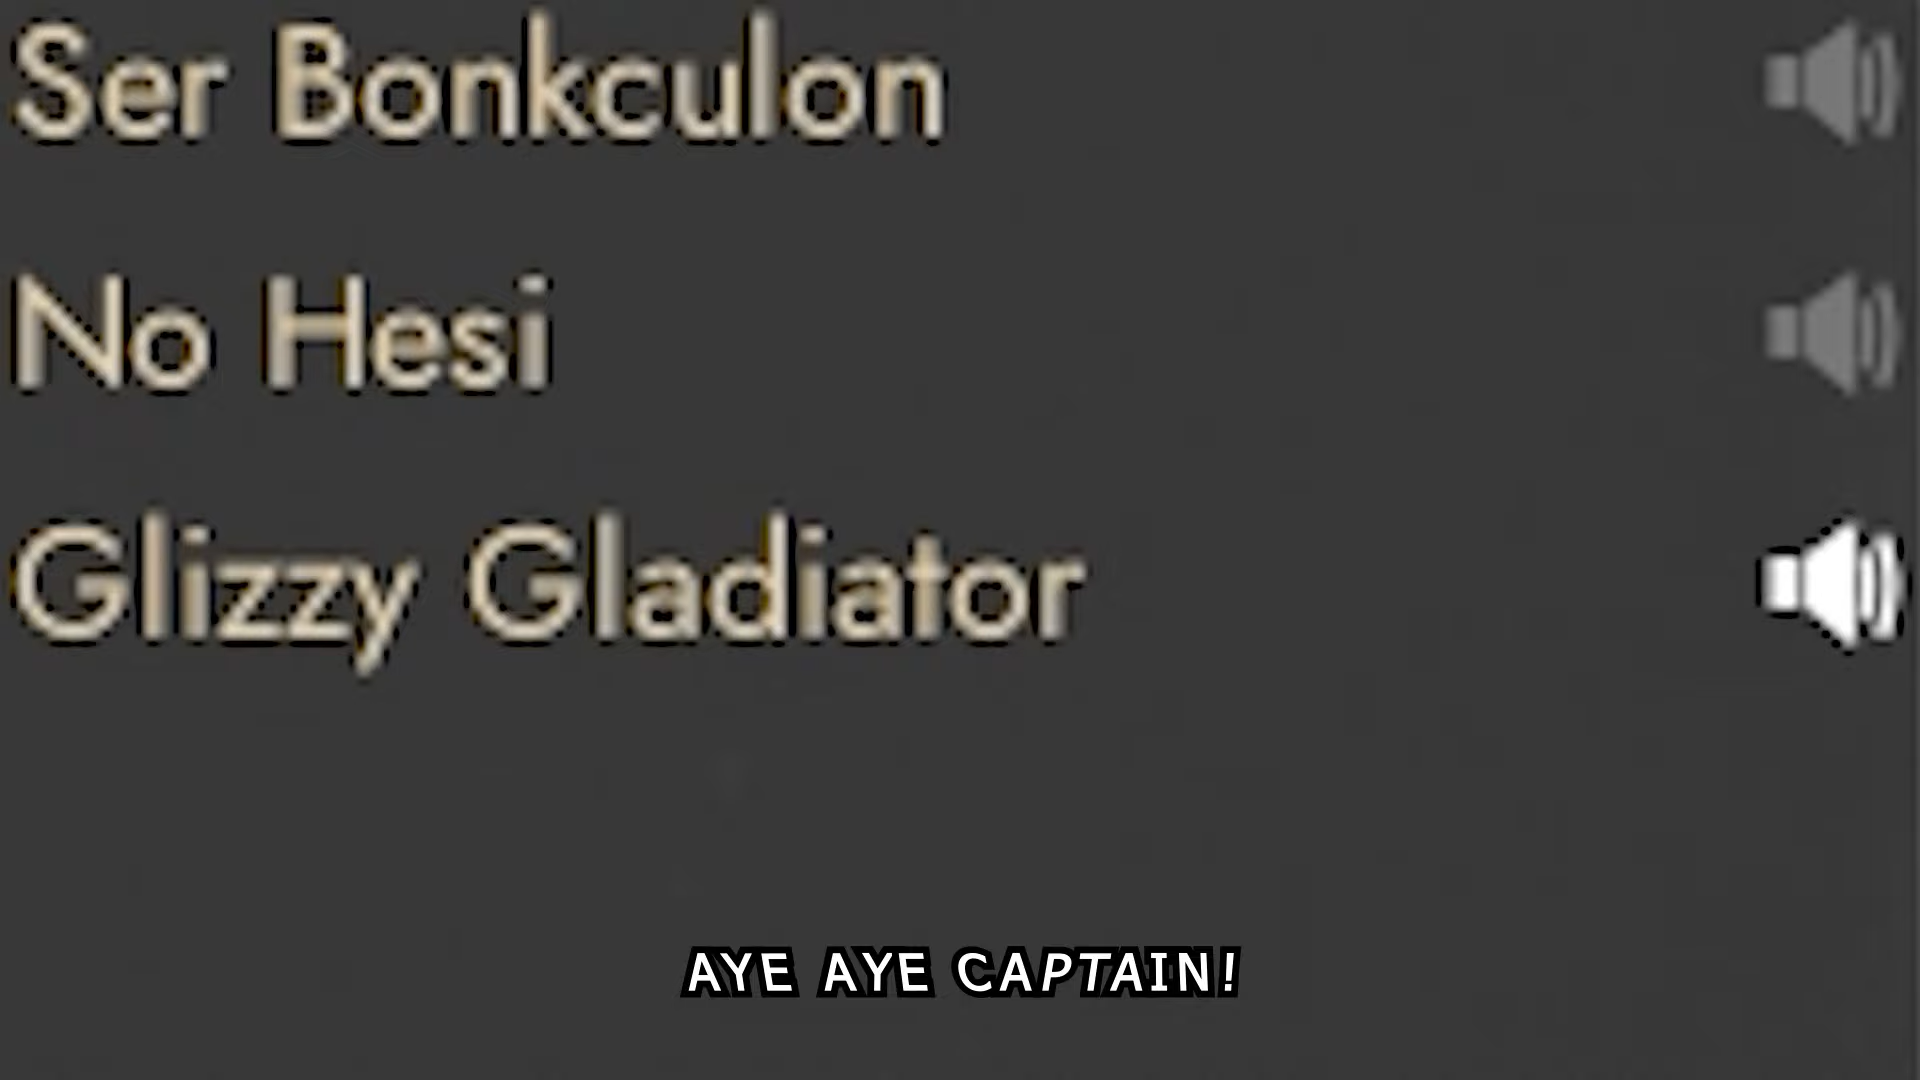 Ser Bonkculon
No Hesi
Glizzy Gladiator
AYE AYE CAPTAIN!